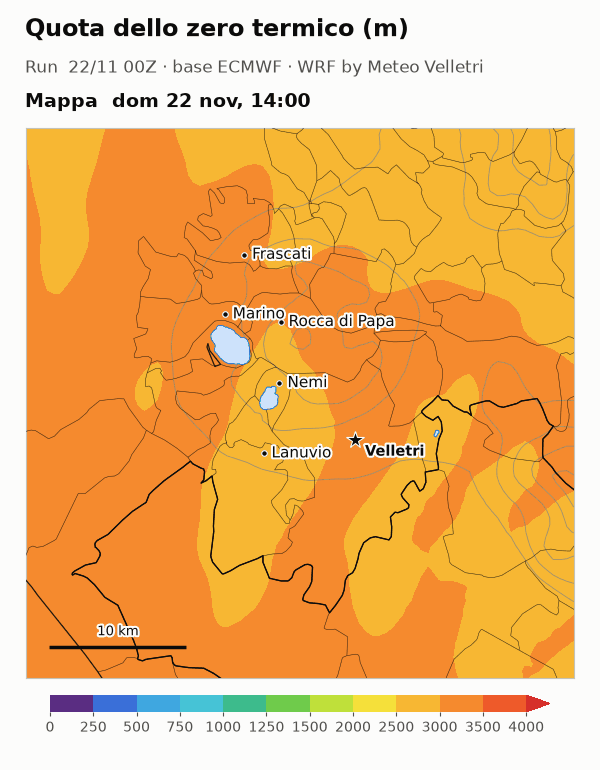 Quota dello zero termico (m)
Run  22/11 00Z · base ECMWF · WRF by Meteo Velletri
Mappa  dom 22 nov, 14:00
Frascati
Marino
Rocca di Papa
Nemi
Velletri
Lanuvio
10 km
0 250 500 750 1000 1250 1500 2000 2500 3000 3500 4000